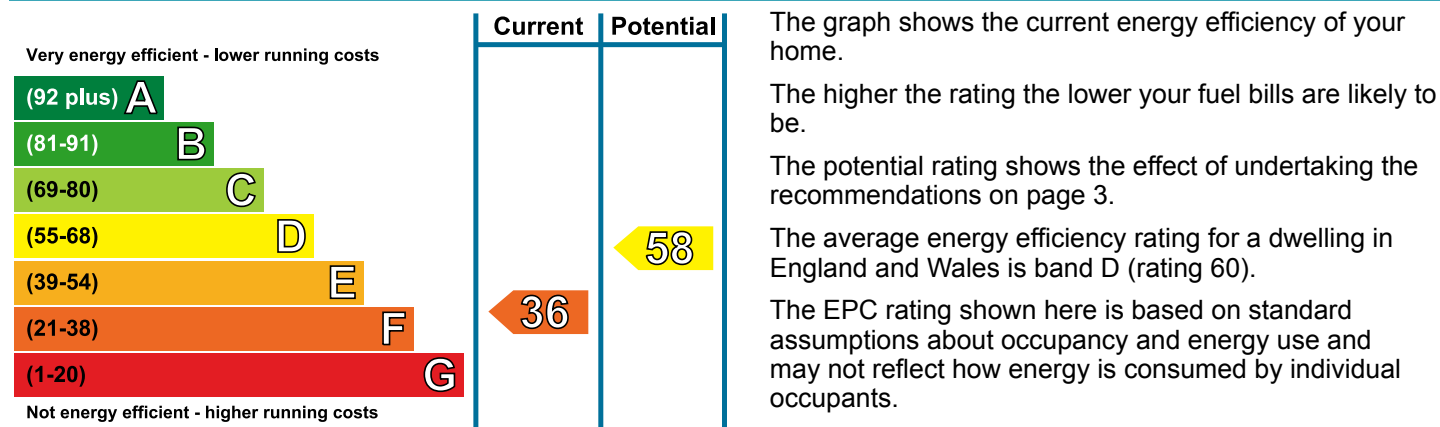 Current Potential
Very energy efficient - lower running costs
(92 plus) A
(81-91) B
(69-80) C
(55-68) D
(39-54) E
(21-38) F
(1-20) G
Not energy efficient - higher running costs
36
58
The graph shows the current energy efficiency of your
home.
The higher the rating the lower your fuel bills are likely to
be.
The potential rating shows the effect of undertaking the
recommendations on page 3.
The average energy efficiency rating for a dwelling in
England and Wales is band D (rating 60).
The EPC rating shown here is based on standard
assumptions about occupancy and energy use and
may not reflect how energy is consumed by individual
occupants.